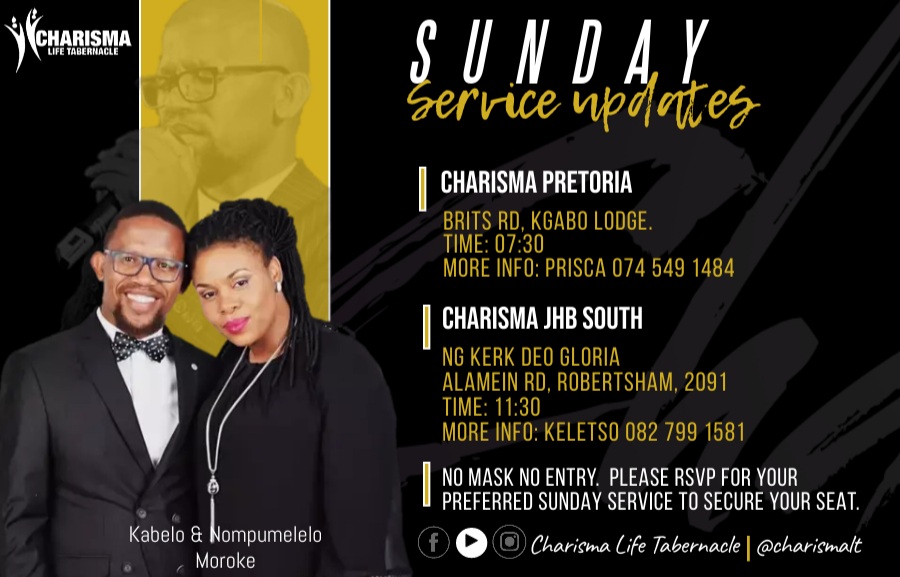 CHARISMA
LIFE TABERNACLE
SUNDAY
service updates
CHARISMA PRETORIA
BRITS RD, KGABO LODGE.
TIME: 07:30
MORE INFO: PRISCA 074 549 1484
CHARISMA JHB SOUTH
NG KERK DEO GLORIA
ALAMEIN RD, ROBERTSHAM, 2091
TIME: 11:30
MORE INFO: KELETSO 082 799 1581
NO MASK NO ENTRY. PLEASE RSVP FOR YOUR
PREFERRED SUNDAY SERVICE TO SECURE YOUR SEAT.
Charisma Life Tabernacle | @charismalt
Kabelo & Nompumelelo
Moroke